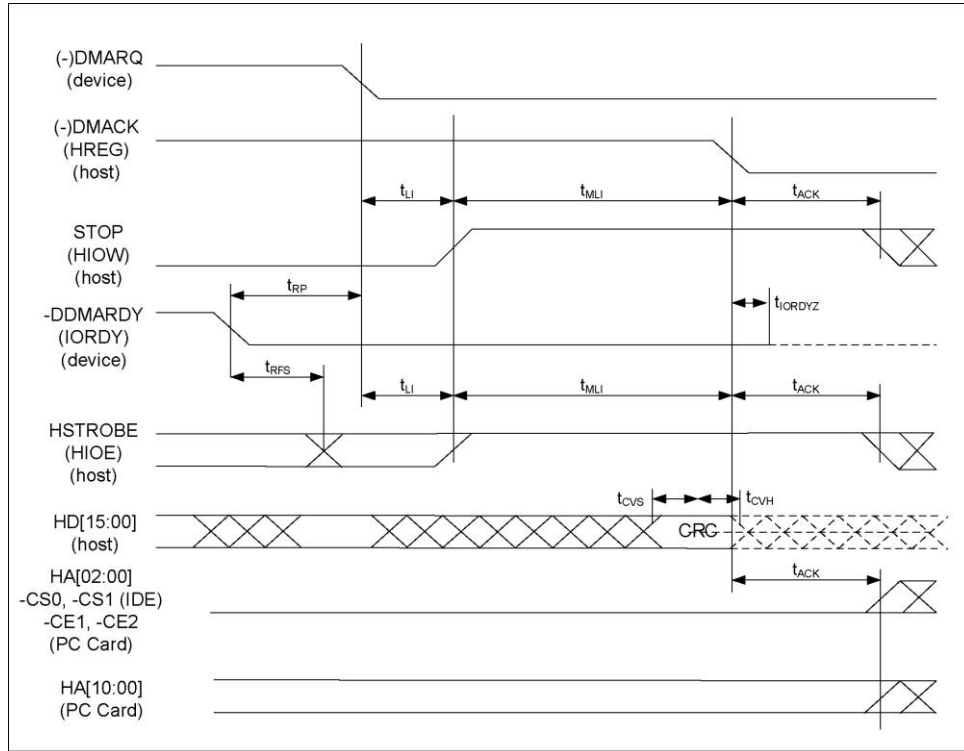 (-)DMARQ
(device)
(-)DMACK
(HREG)
(host)
tLI
tMLI
tACK
STOP
(HIOW)
(host)
tRP
tIORDYZ
-DDMARDY
(IORDY)
(device)
tRFS
tLI
tMLI
tACK
HSTROBE
(HIOE)
(host)
tCVS
tCVH
HD[15:00]
(host)
CRC
HA[02:00]
-CS0, -CS1 (IDE)
-CE1, -CE2
(PC Card)
tACK
HA[10:00]
(PC Card)